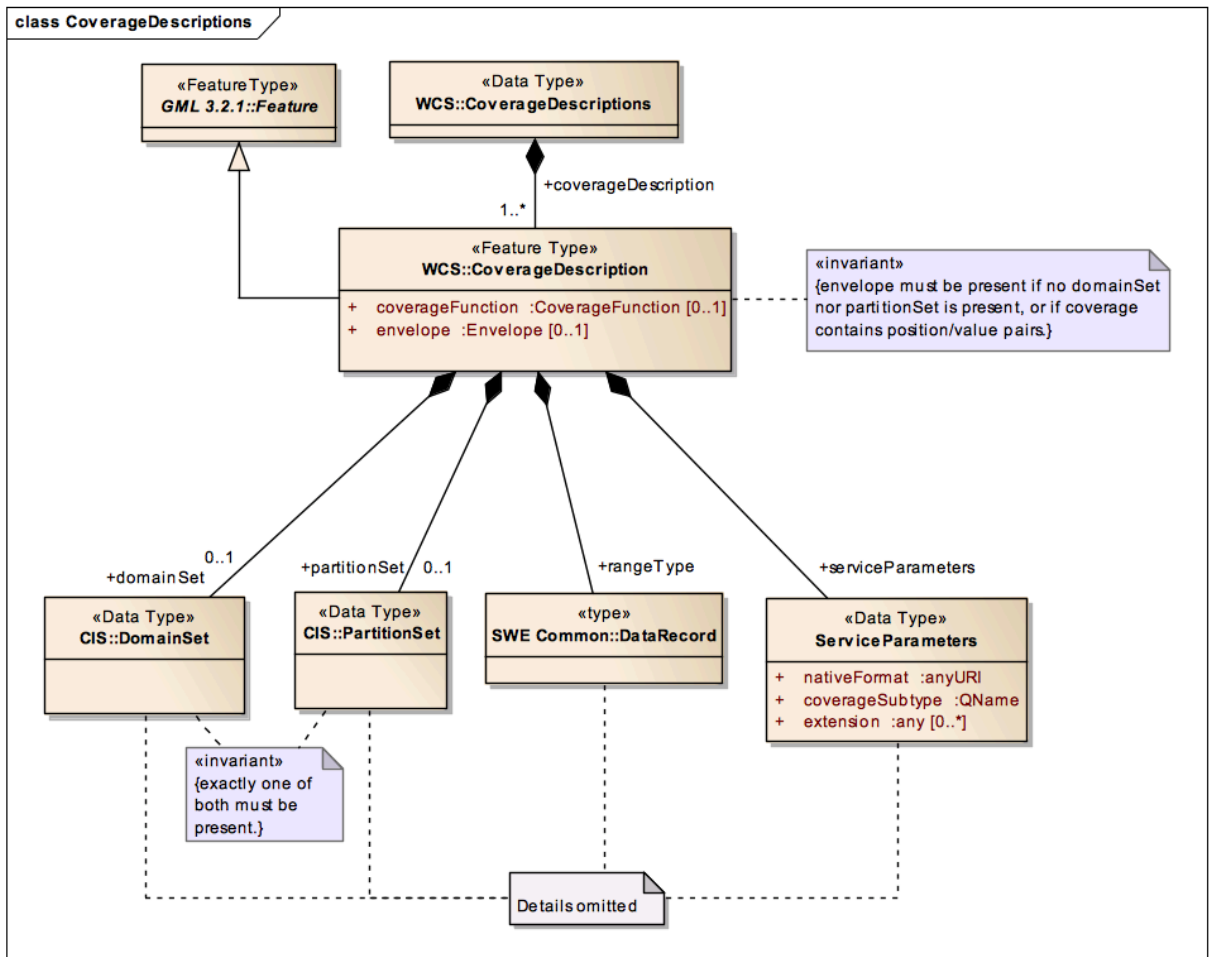 class CoverageDescriptions
«FeatureType»
GML 3.2.1::Feature
«Data Type»
WCS::CoverageDescriptions
+coverageDescription
1..*
«Feature Type»
WCS::CoverageDescription
+ coverageFunction :CoverageFunction [0..1]
+ envelope :Envelope [0..1]
«invariant»
{envelope must be present if no domainSet
nor partitionSet is present, or if coverage
contains position/value pairs.}
0..1
+domainSet
+partitionSet
0..1
+rangeType
+serviceParameters
«Data Type»
CIS::DomainSet
«Data Type»
CIS::PartitionSet
«type»
SWE Common::DataRecord
«Data Type»
ServiceParameters
+ nativeFormat :anyURI
+ coverageSubtype :QName
+ extension :any [0..*]
«invariant»
{exactly one of
both must be
present.}
Details omitted